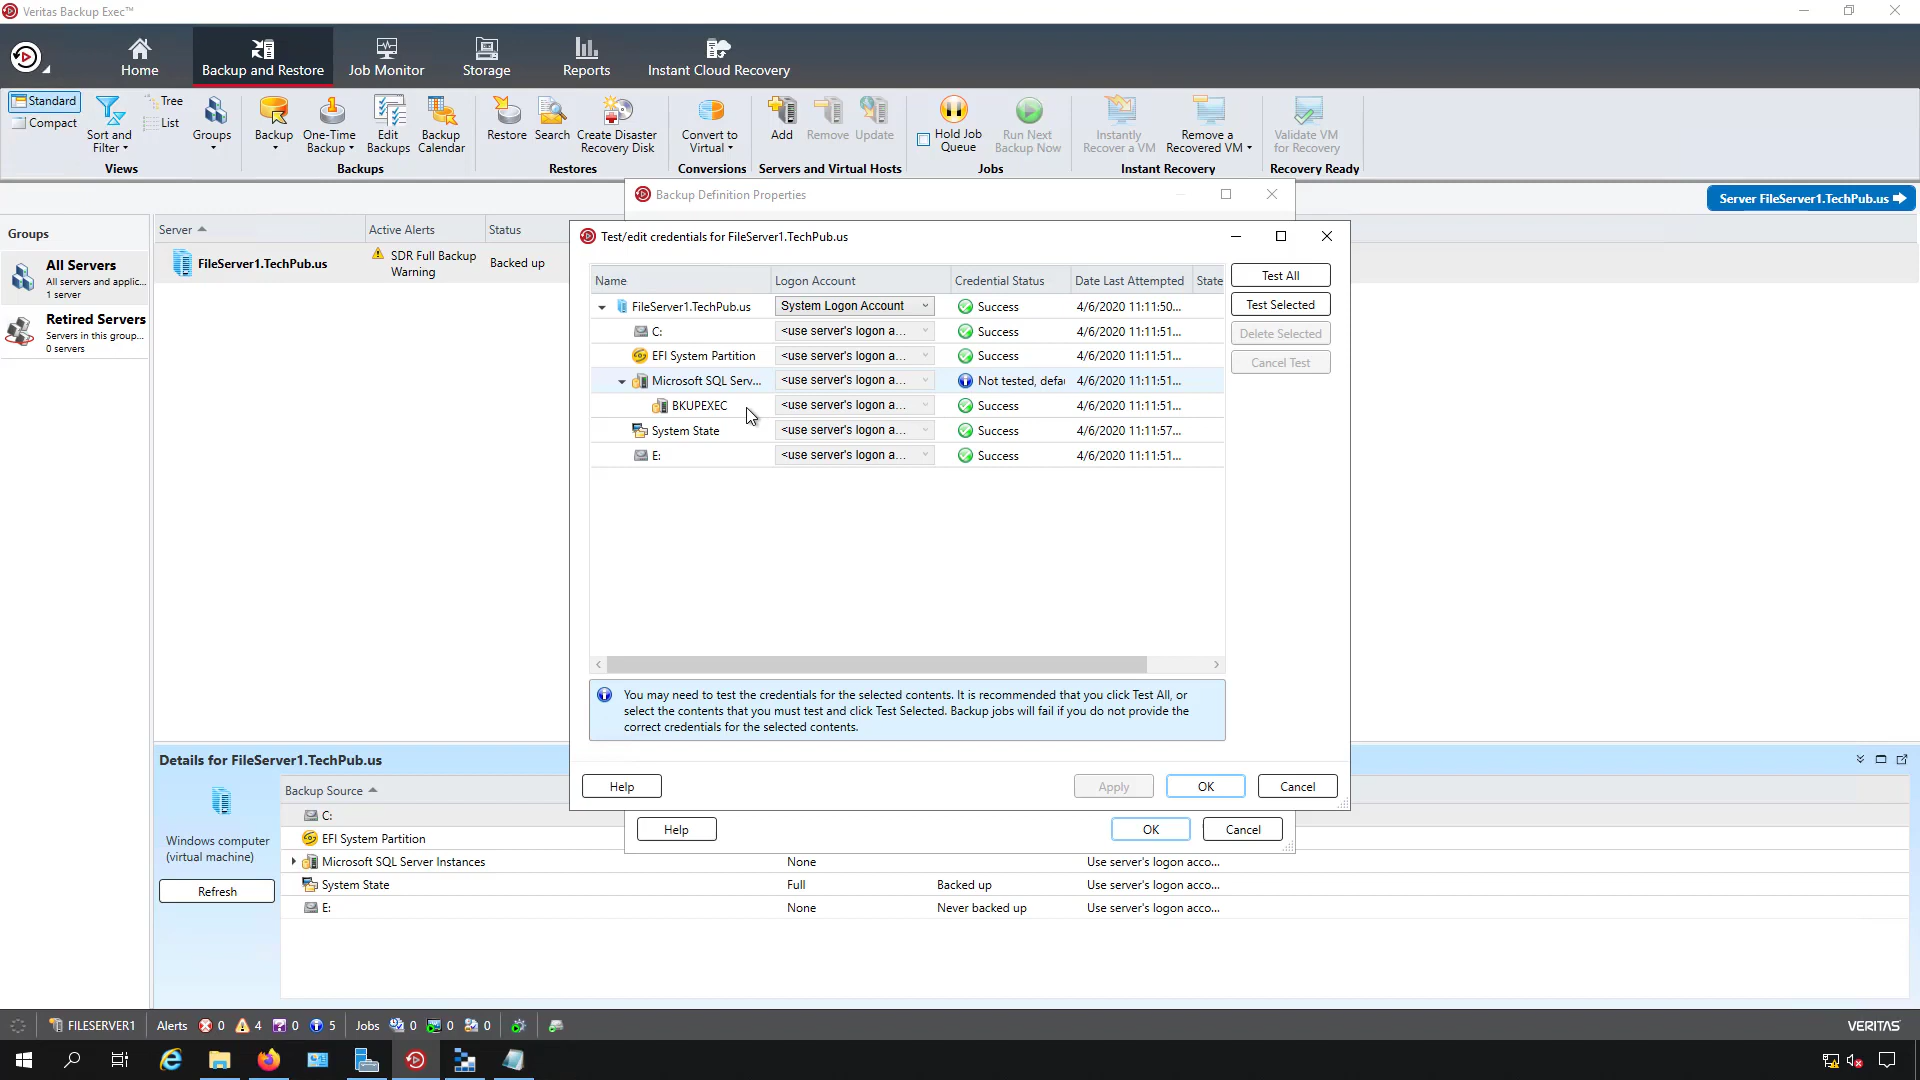 Veritas Backup Exec™
Home
Backup and Restore
Job Monitor
Storage
Reports
Instant Cloud Recovery
Standard
Compact
Sort and
Filter
Tree
List
Groups
Views
Backup
One-Time
Backup
Edit
Backups
Backup
Calendar
Backups
Restore
Search
Create Disaster
Recovery Disk
Restores
Convert to
Virtual
Conversions
Add
Remove
Update
Servers and Virtual Hosts
Hold Job
Queue
Run Next
Backup Now
Jobs
Instantly
Recover a VM
Remove a
Recovered VM
Instant Recovery
Validate VM
for Recovery
Recovery Ready
Backup Definition Properties
Server FileServer1.TechPub.us
Groups
All Servers
All servers and applic...
1 server
Retired Servers
Servers in this group...
0 servers
Server
Active Alerts
Status
FileServer1.TechPub.us
SDR Full Backup
Warning
Backed up
Test/edit credentials for FileServer1.TechPub.us
Name Logon Account Credential Status Date Last Attempted State
FileServer1.TechPub.us System Logon Account Success 4/6/2020 11:11:50...
C: <use server's logon a... Success 4/6/2020 11:11:51...
EFI System Partition <use server's logon a... Success 4/6/2020 11:11:51...
Microsoft SQL Serv... <use server's logon a... Not tested, defa 4/6/2020 11:11:51...
BKUPEXEC <use server's logon a... Success 4/6/2020 11:11:51...
System State <use server's logon a... Success 4/6/2020 11:11:57...
E: <use server's logon a... Success 4/6/2020 11:11:51...
Test All
Test Selected
Delete Selected
Cancel Test
You may need to test the credentials for the selected contents. It is recommended that you click Test All, or
select the contents that you must test and click Test Selected. Backup jobs will fail if you do not provide the
correct credentials for the selected contents.
Help
Apply
OK
Cancel
Help
OK
Cancel
Details for FileServer1.TechPub.us
Windows computer
(virtual machine)
Refresh
Backup Source
C:
EFI System Partition
Microsoft SQL Server Instances None Use server's logon acco...
System State Full Backed up Use server's logon acco...
E: None Never backed up Use server's logon acco...
FILESERVER1 Alerts 0 4 0 5 Jobs 0 0 0
VERITAS